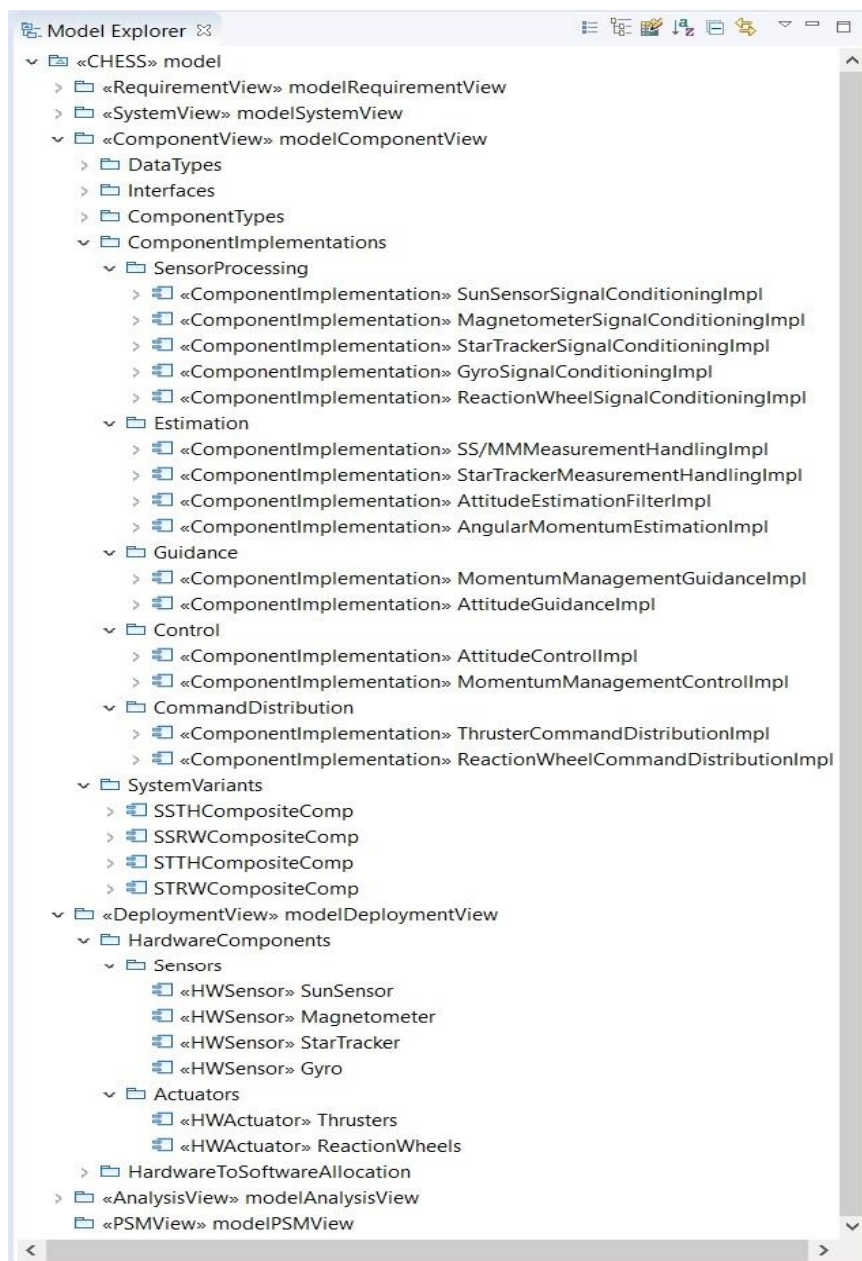 Model Explorer
«CHESS» model
«RequirementView» modelRequirementView
«SystemView» modelSystemView
«ComponentView» modelComponentView
DataTypes
Interfaces
ComponentTypes
ComponentImplementations
SensorProcessing
«ComponentImplementation» SunSensorSignalConditioningImpl
«ComponentImplementation» MagnetometerSignalConditioningImpl
«ComponentImplementation» StarTrackerSignalConditioningImpl
«ComponentImplementation» GyroSignalConditioningImpl
«ComponentImplementation» ReactionWheelSignalConditioningImpl
Estimation
«ComponentImplementation» SS/MMMeasurementHandlingImpl
«ComponentImplementation» StarTrackerMeasurementHandlingImpl
«ComponentImplementation» AttitudeEstimationFilterImpl
«ComponentImplementation» AngularMomentumEstimationImpl
Guidance
«ComponentImplementation» MomentumManagementGuidanceImpl
«ComponentImplementation» AttitudeGuidanceImpl
Control
«ComponentImplementation» AttitudeControlImpl
«ComponentImplementation» MomentumManagementControlImpl
CommandDistribution
«ComponentImplementation» ThrusterCommandDistributionImpl
«ComponentImplementation» ReactionWheelCommandDistributionImpl
SystemVariants
SSTHCompositeComp
SSRWCompositeComp
STTHCompositeComp
STRWCompositeComp
«DeploymentView» modelDeploymentView
HardwareComponents
Sensors
«HWSensor» SunSensor
«HWSensor» Magnetometer
«HWSensor» StarTracker
«HWSensor» Gyro
Actuators
«HWActuator» Thrusters
«HWActuator» ReactionWheels
HardwareToSoftwareAllocation
«AnalysisView» modelAnalysisView
«PSMView» modelPSMView